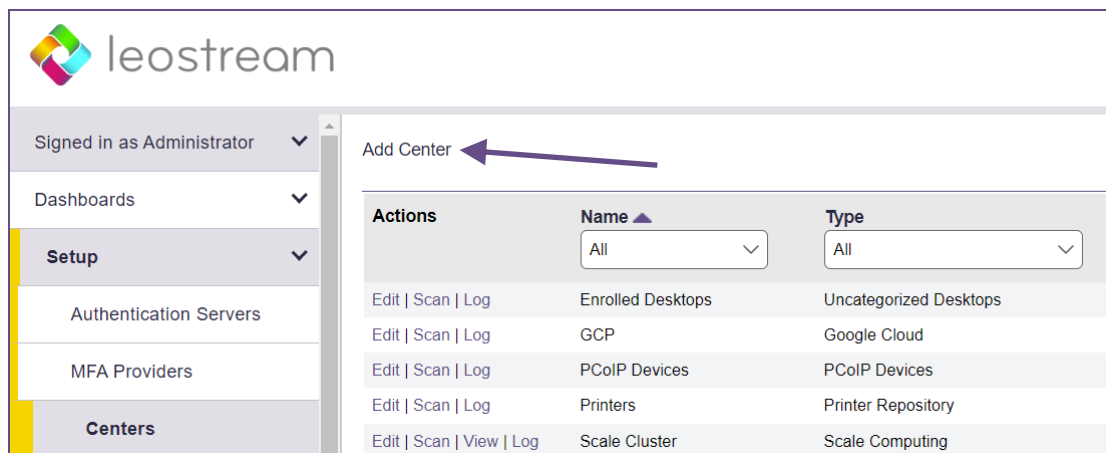 leostream
Signed in as Administrator
Dashboards
Setup
Authentication Servers
MFA Providers
Centers
Add Center
Actions Name Type
All All
Edit | Scan | Log Enrolled Desktops Uncategorized Desktops
Edit | Scan | Log GCP Google Cloud
Edit | Scan | Log PCoIP Devices PCoIP Devices
Edit | Scan | Log Printers Printer Repository
Edit | Scan | View | Log Scale Cluster Scale Computing